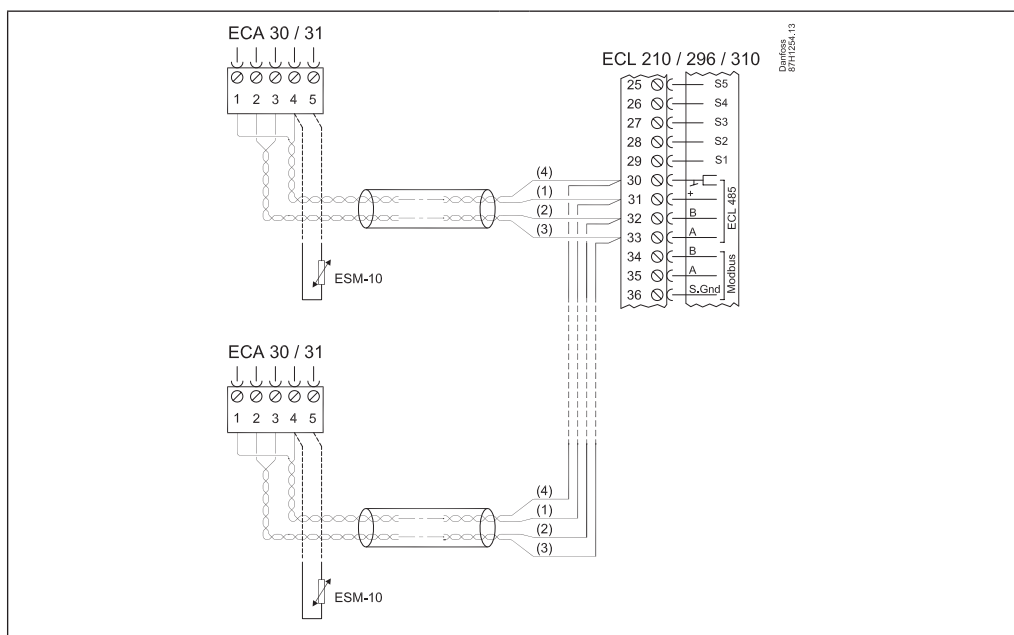 ECA 30 / 31
1 2 3 4 5
ESM-10
Danfoss
87H1254.13
ECL 210 / 296 / 310
25 S5
26 S4
27 S3
28 S2
29 S1
(4) 30
(1) 31 +
(2) 32 B
(3) 33 A
ECL 485
34 B
35 A
36 S.Gnd
Modbus
ECA 30 / 31
1 2 3 4 5
(4)
(1)
(2)
(3)
ESM-10